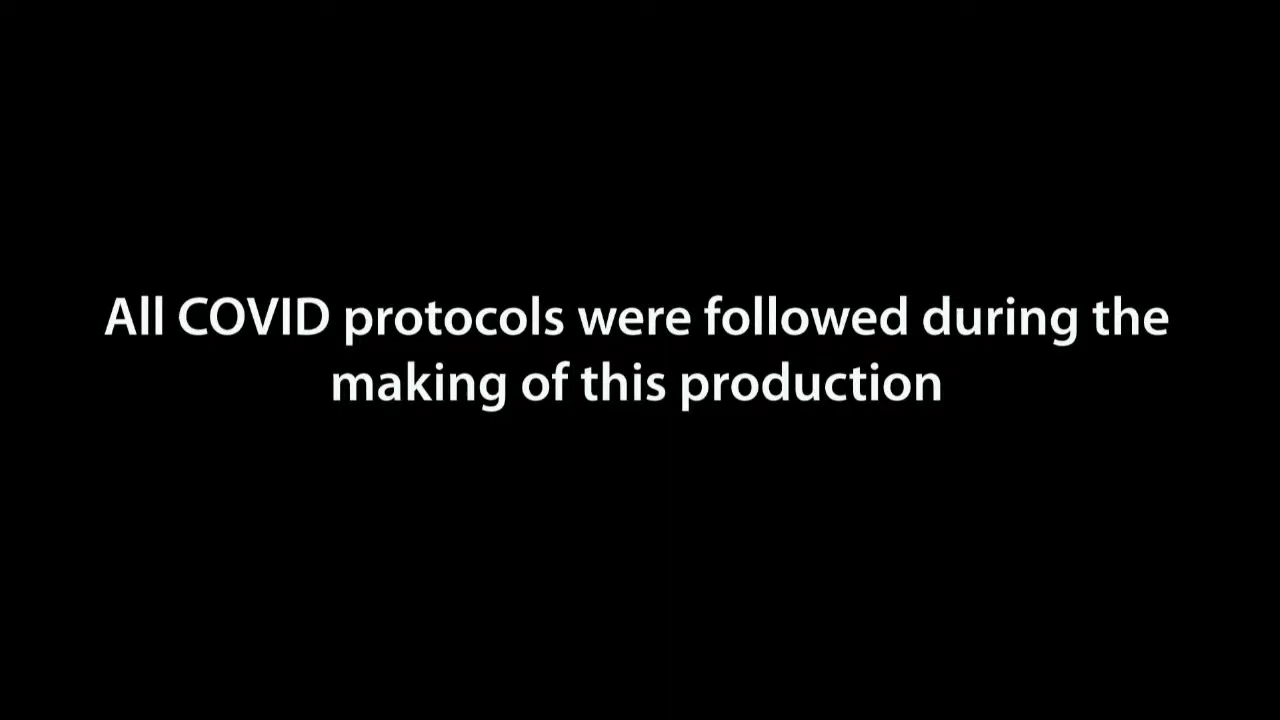 All COVID protocols were followed during the
making of this production